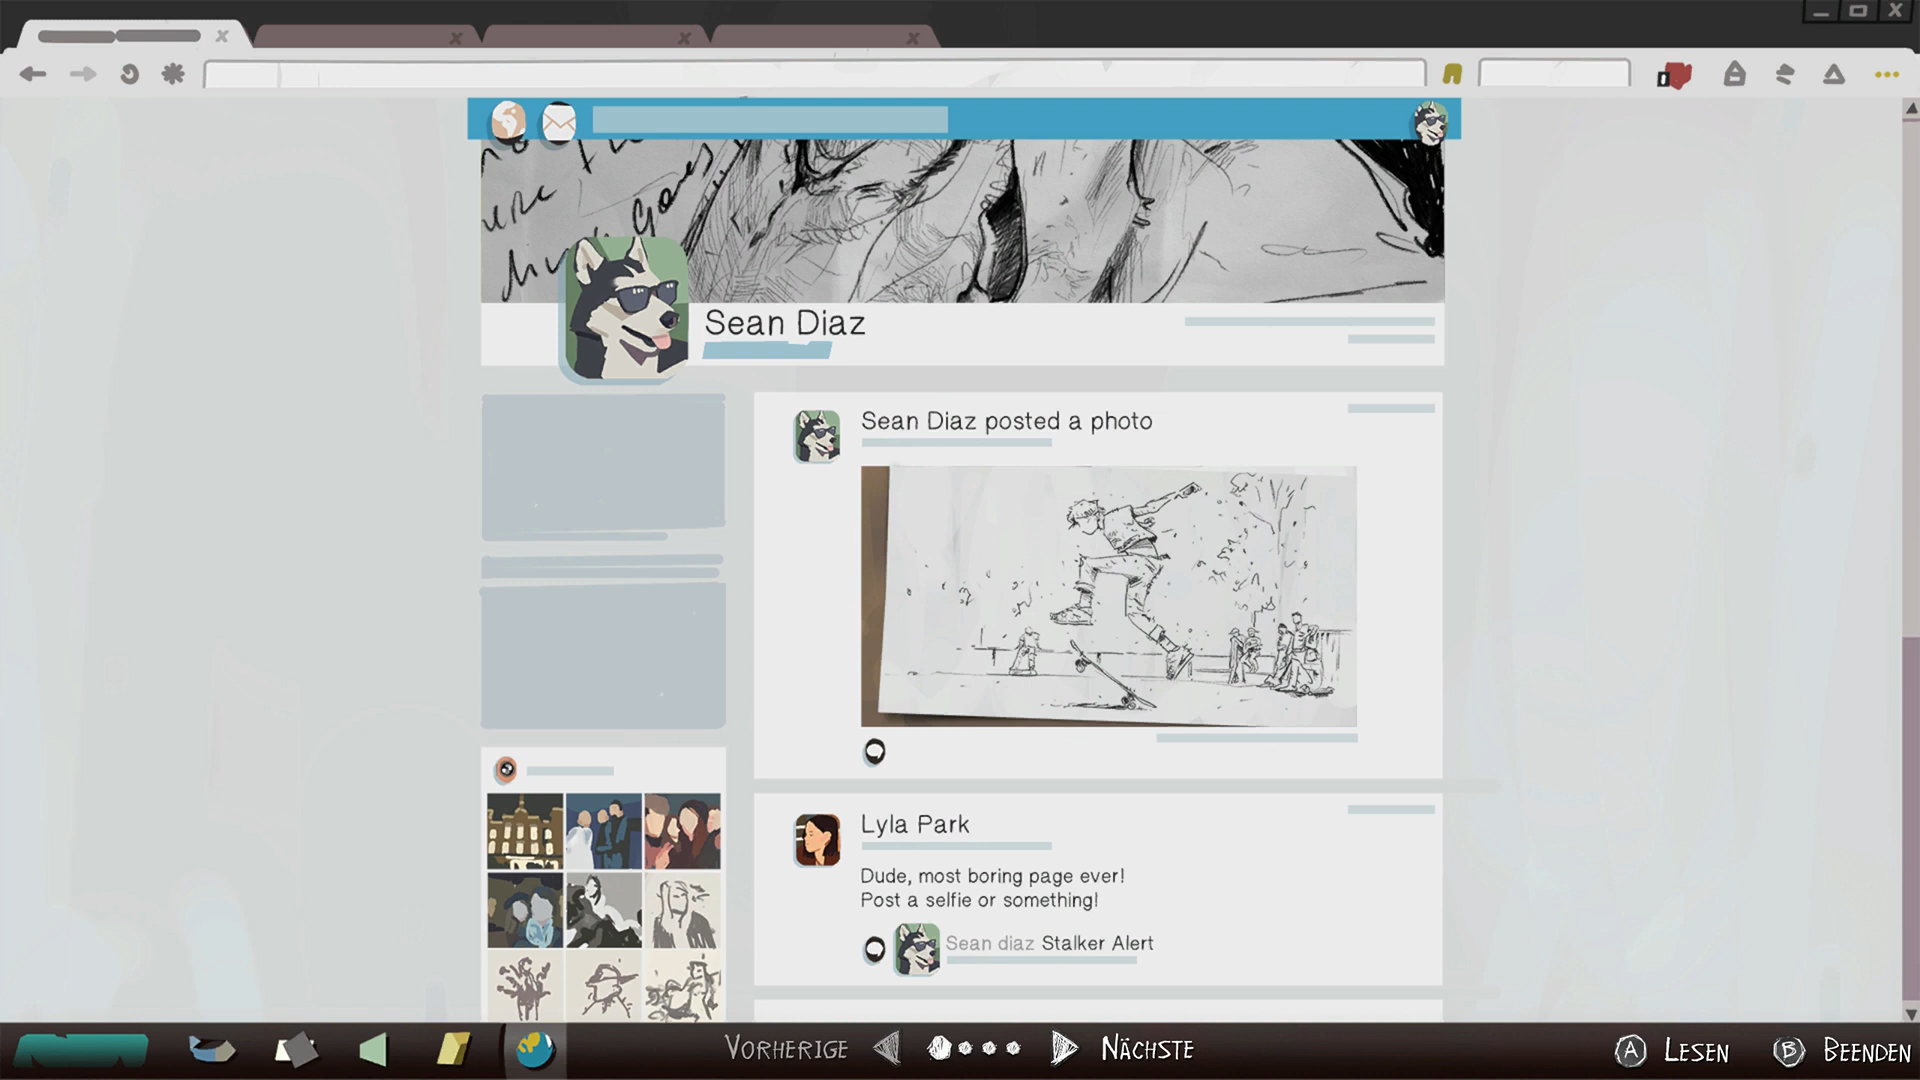 Games
Sean Diaz
Sean Diaz posted a photo
Lyla Park
Dude, most boring page ever!
Post a selfie or something!
Sean diaz Stalker Alert
VORHERIGE
NÄCHSTE
A LESEN
B BEENDEN